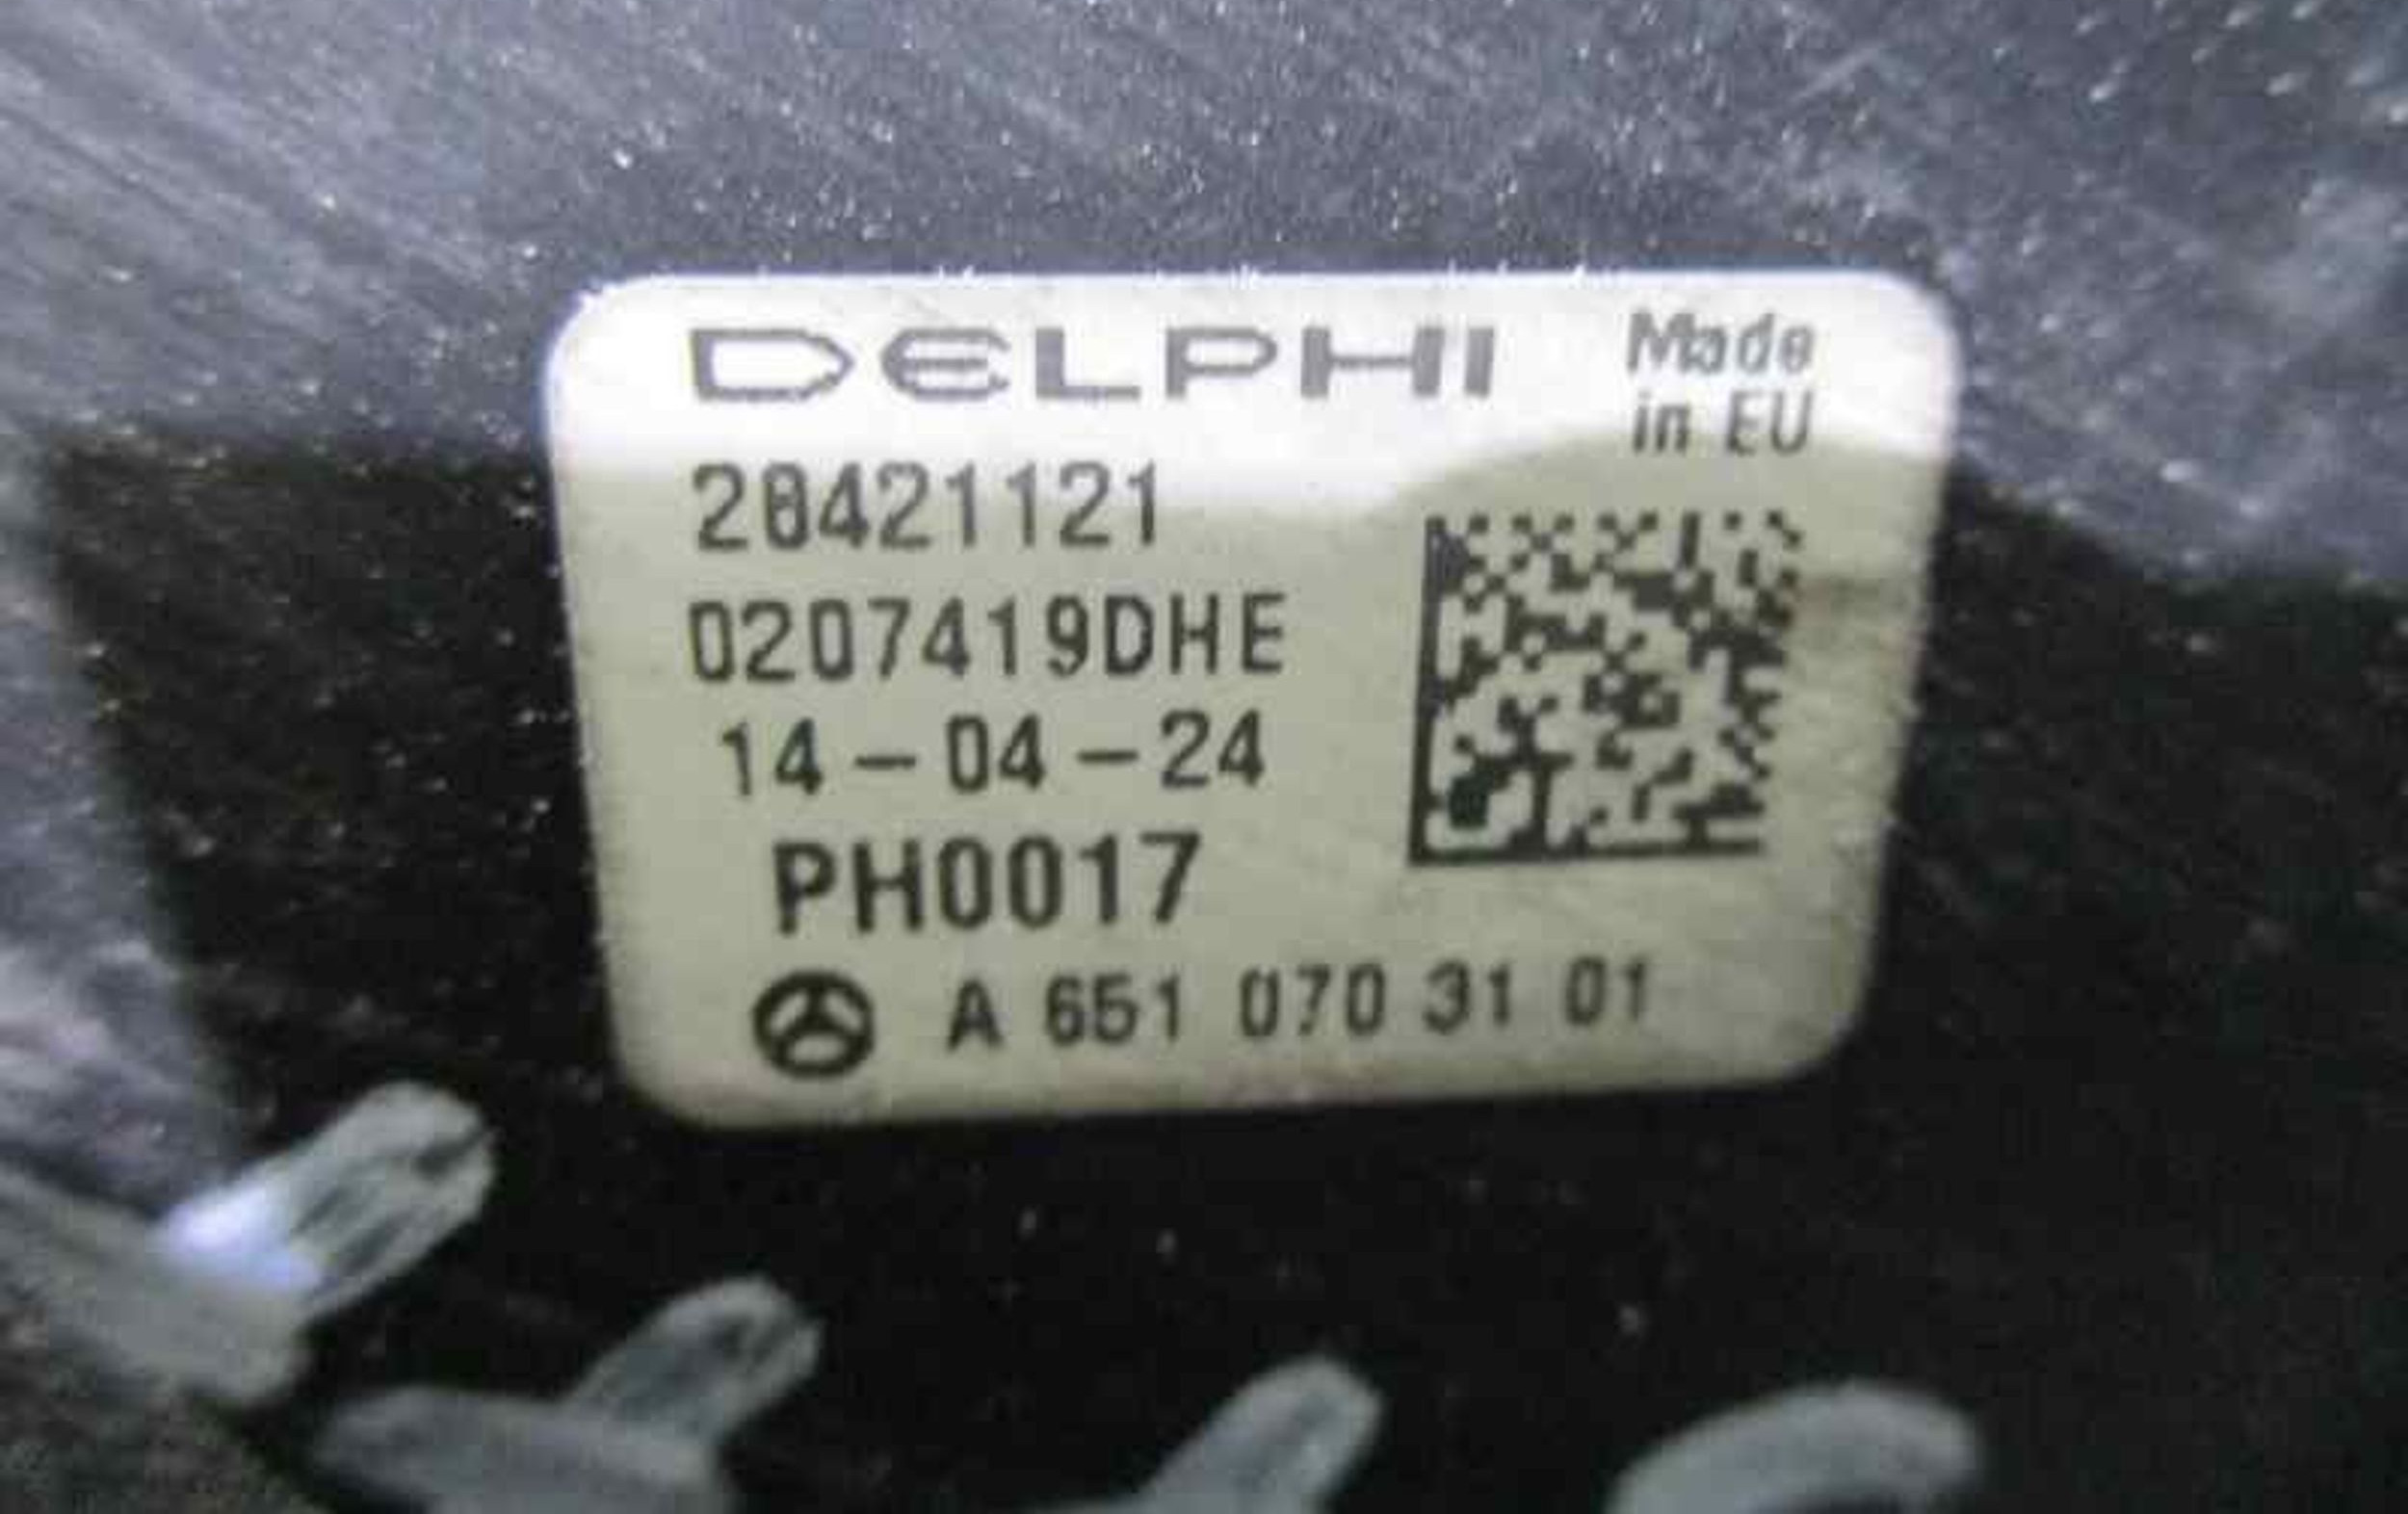 DELPHI
Made
in EU
28421121
0207419DHE
14-04-24
PH0017
A 651 070 31 01